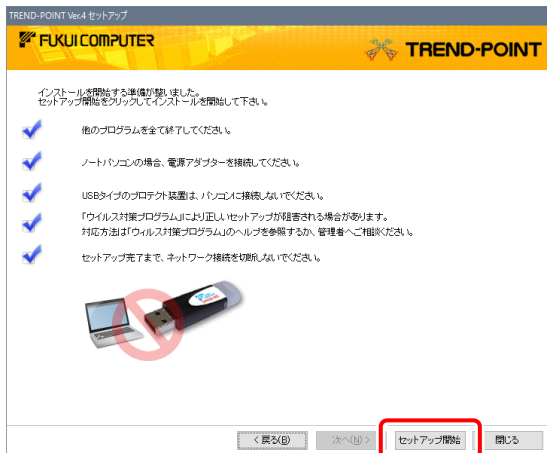 TREND-POINT Ver.4 セットアップ
FUKUI COMPUTER
TREND-POINT
インストールを開始する準備が整いました。
セットアップ開始をクリックしてインストールを開始して下さい。
他のプログラムを全て終了してください。
ノートパソコンの場合、電源アダプターを接続してください。
USBタイプのプロテクト装置は、パソコンに接続しないでください。
「ウイルス対策プログラム」により正しいセットアップが阻害される場合があります。
対応方法は「ウィルス対策プログラム」のヘルプを参照するか、管理者へご相談ください。
セットアップ完了まで、ネットワーク接続を切断しないでください。
< 戻る(B) 次へ(N) > セットアップ開始 閉じる